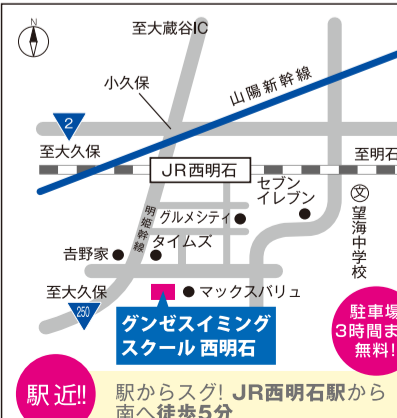 N
至大蔵谷IC
小久保
山陽新幹線
2
至大久保
至明石
JR西明石
セブン
イレブン
文
望海中学校
明姫幹線
グルメシティ
タイムズ
吉野家
至大久保
250
マックスバリュ
グンゼスイミング
スクール 西明石
駐車場
3時間ま
無料!
駅近!!
駅からスグ! JR西明石駅から
南へ徒歩5分